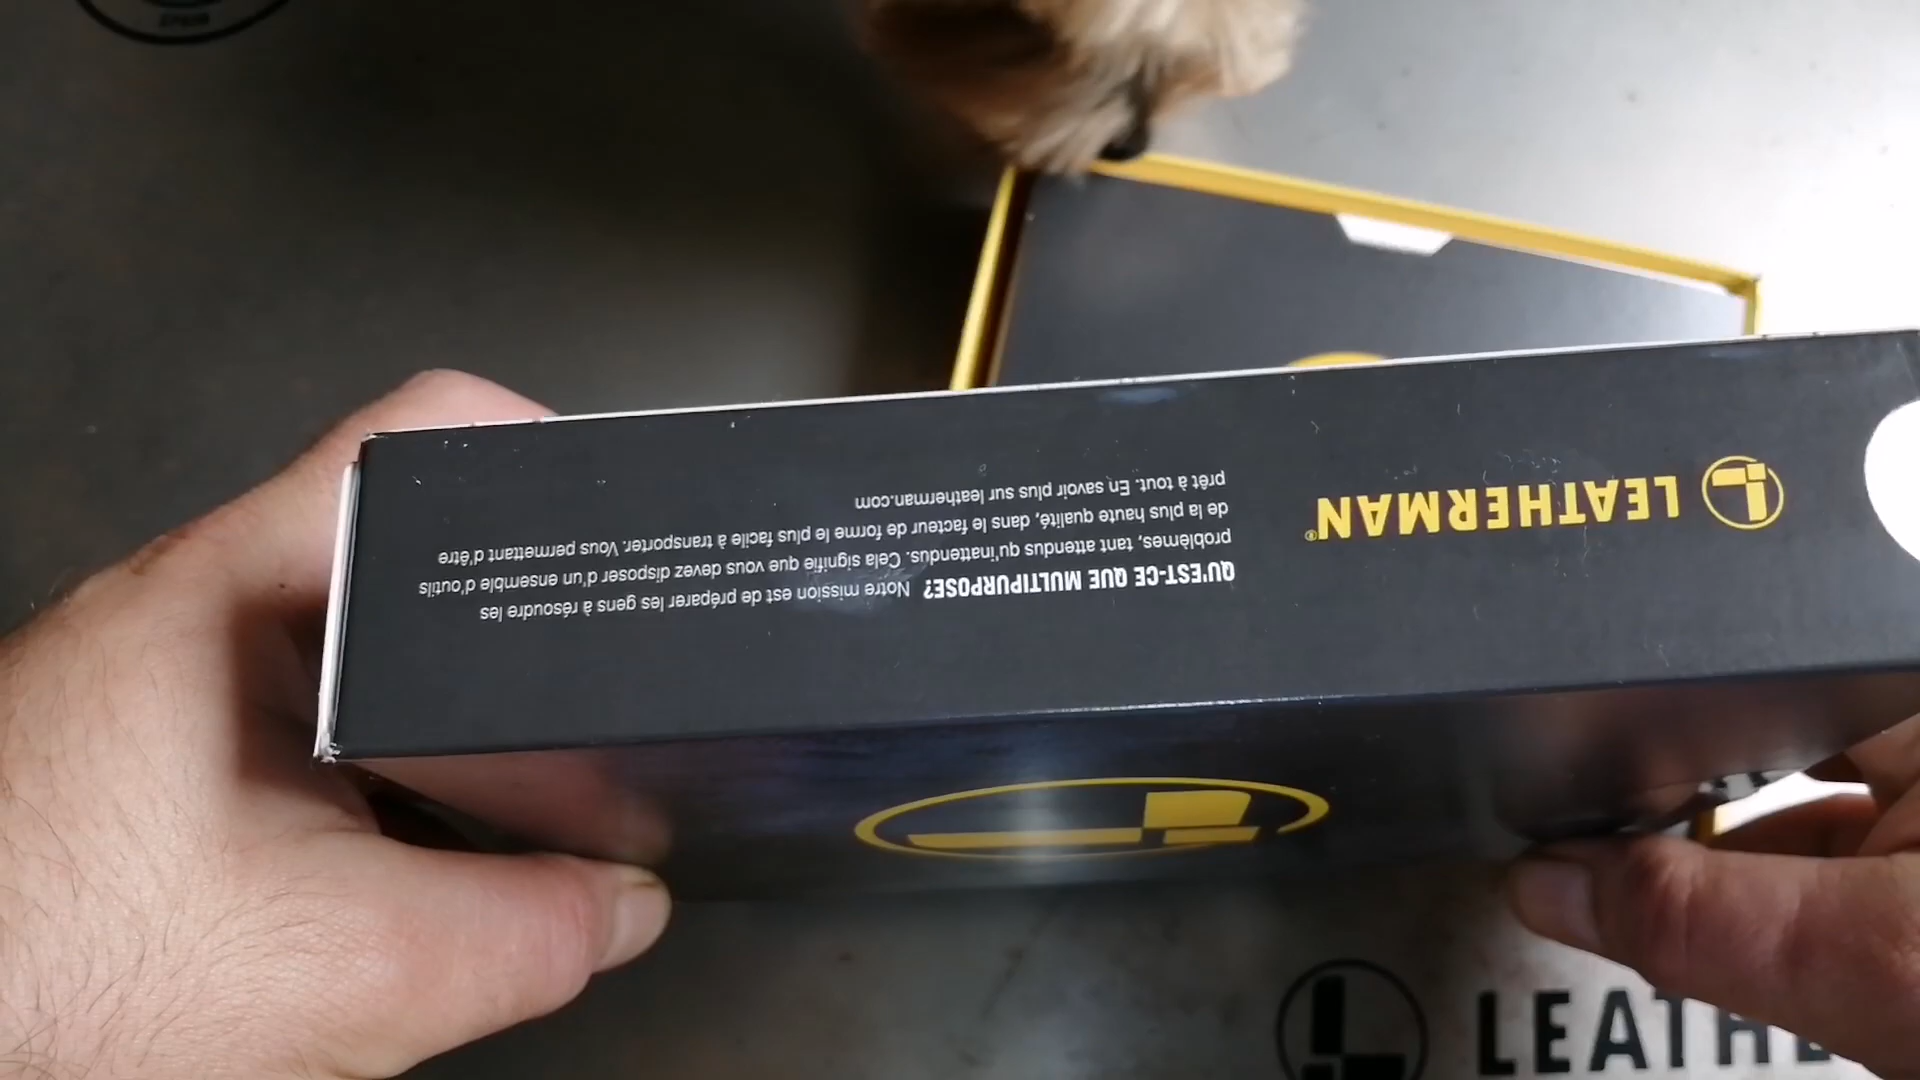 LEATHERMAN®
QU'EST-CE QUE MULTIPURPOSE? Notre mission est de préparer les gens à résoudre les
problèmes, tant attendus qu'inattendus. Cela signifie que vous devez disposer d'un ensemble d'outils
de la plus haute qualité, dans le facteur de forme le plus facile à transporter. Vous permettant d'être
prêt à tout. En savoir plus sur leatherman.com
LEATHE